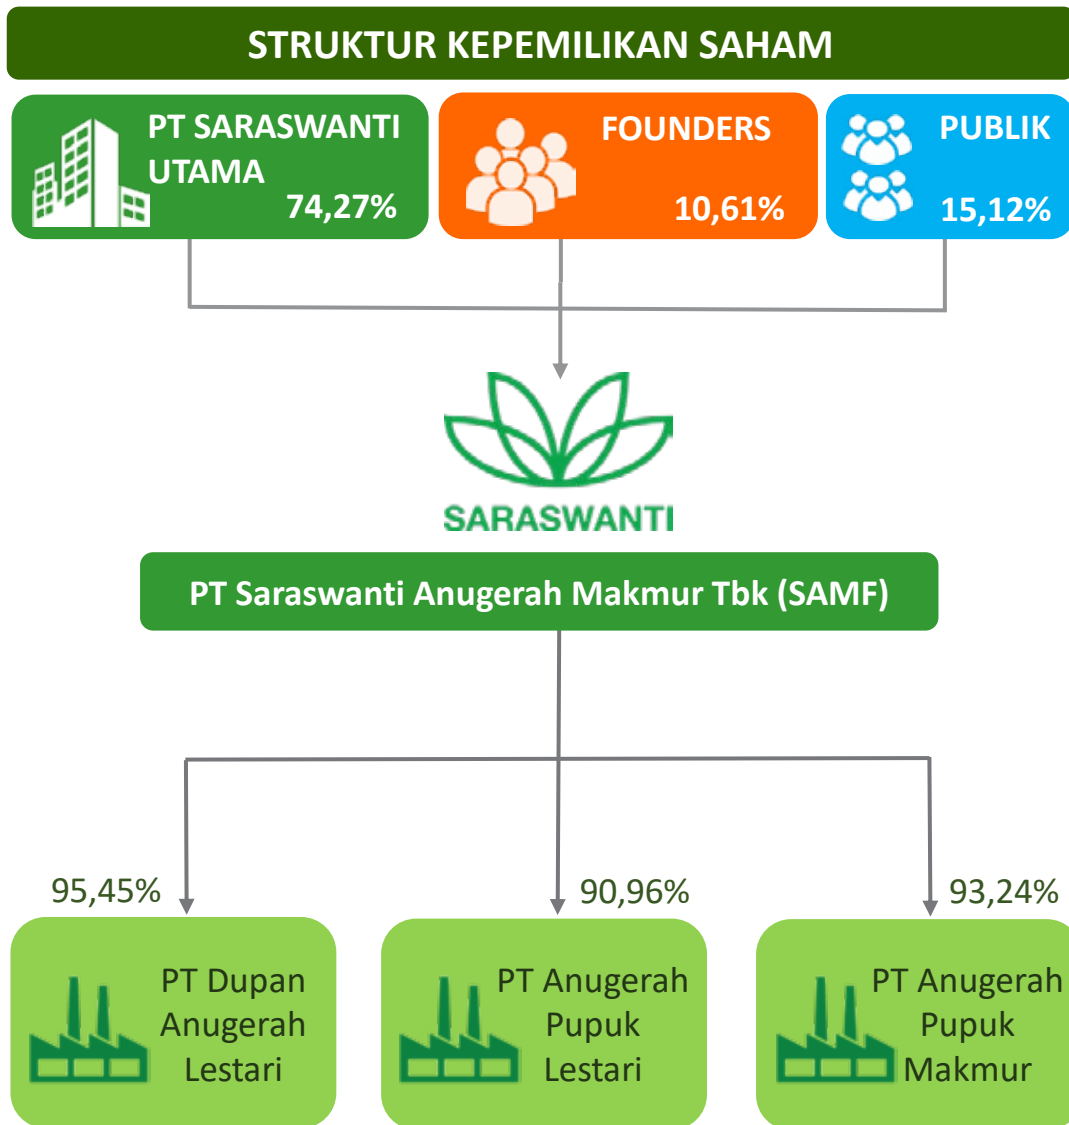 STRUKTUR KEPEMILIKAN SAHAM
PT SARASWANTI
UTAMA
74,27%
FOUNDERS
10,61%
PUBLIK
15,12%
SARASWANTI
PT Saraswanti Anugerah Makmur Tbk (SAMF)
95,45%
90,96%
93,24%
PT Dupan
Anugerah
Lestari
PT Anugerah
Pupuk
Lestari
PT Anugerah
Pupuk
Makmur